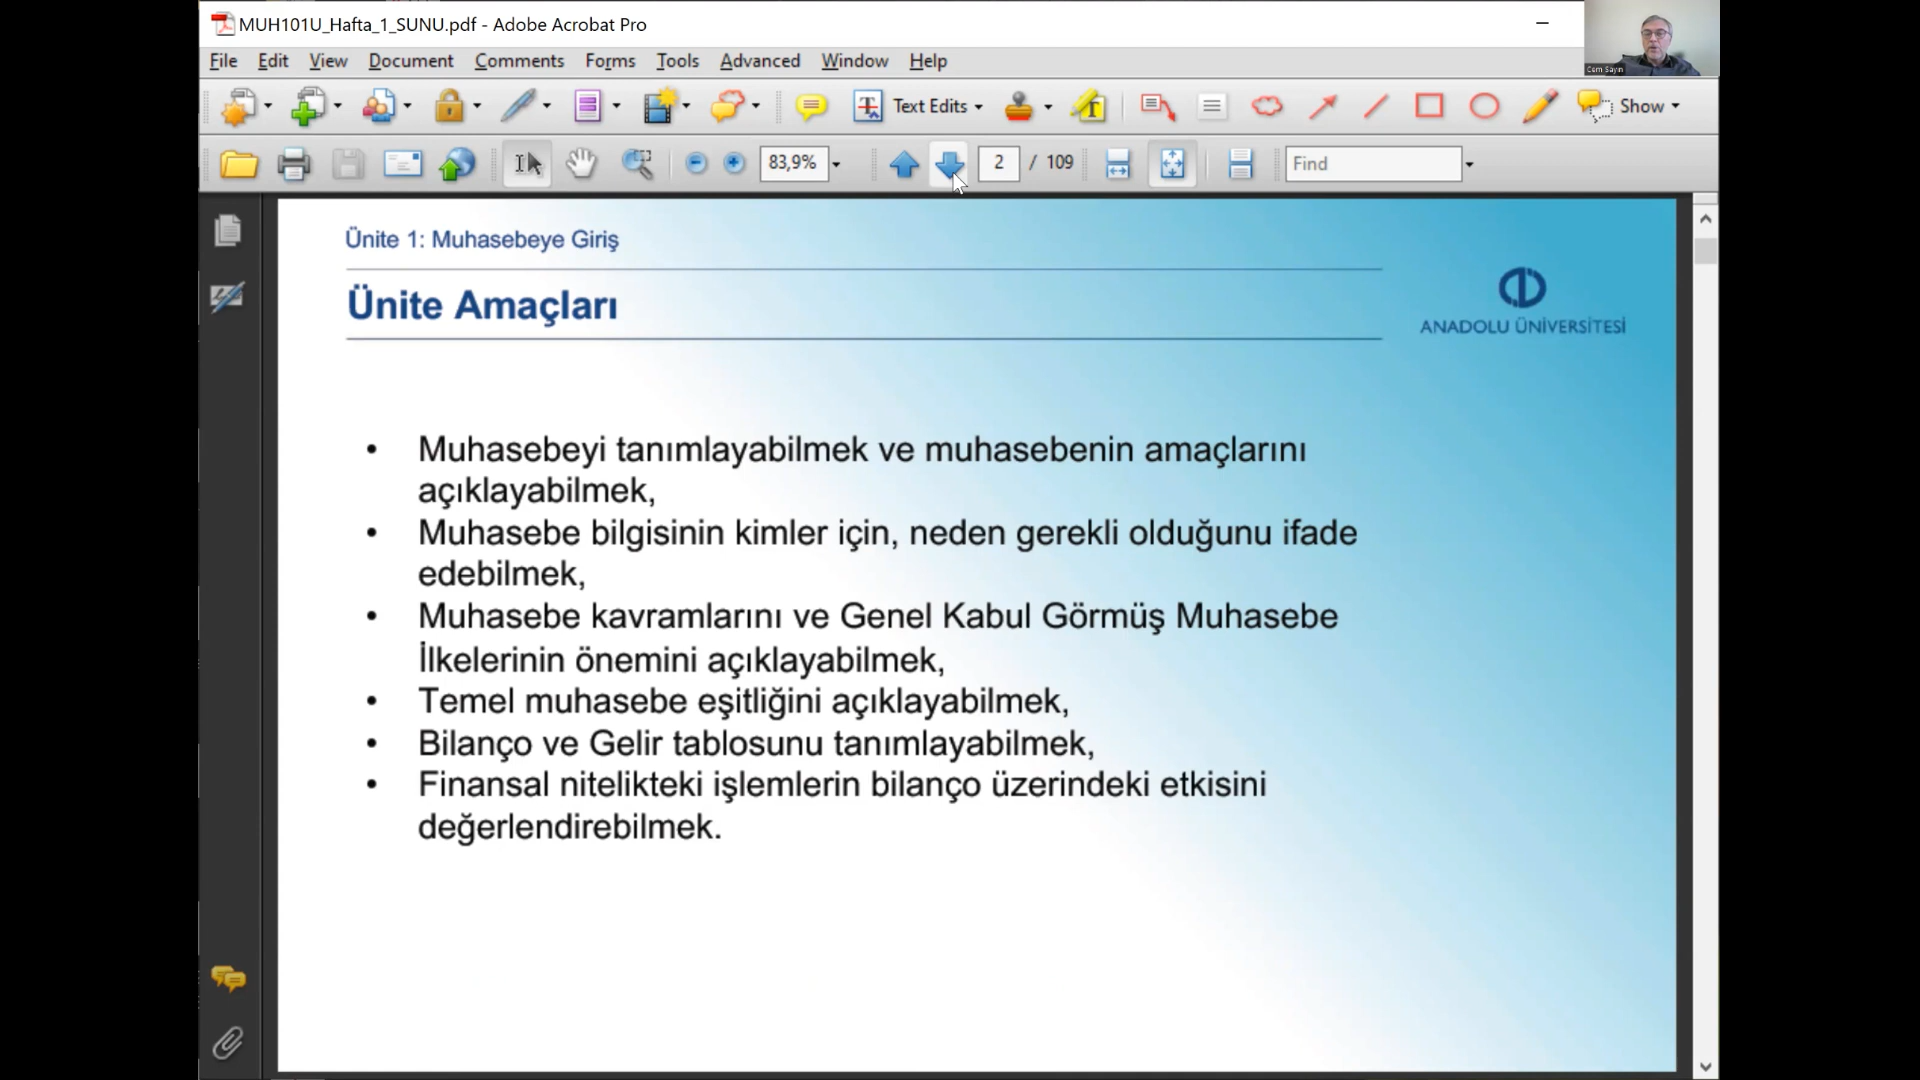 MUH101U_Hafta_1_SUNU.pdf - Adobe Acrobat Pro
Cem Sayın
File Edit View Document Comments Forms Tools Advanced Window Help
Text Edits
Show
83,9%
2 / 109
Find
Ünite 1: Muhasebeye Giriş
Ünite Amaçları
ANADOLU ÜNİVERSİTESİ
• Muhasebeyi tanımlayabilmek ve muhasebenin amaçlarını
açıklayabilmek,
• Muhasebe bilgisinin kimler için, neden gerekli olduğunu ifade
edebilmek,
• Muhasebe kavramlarını ve Genel Kabul Görmüş Muhasebe
İlkelerinin önemini açıklayabilmek,
• Temel muhasebe eşitliğini açıklayabilmek,
• Bilanço ve Gelir tablosunu tanımlayabilmek,
• Finansal nitelikteki işlemlerin bilanço üzerindeki etkisini
değerlendirebilmek.